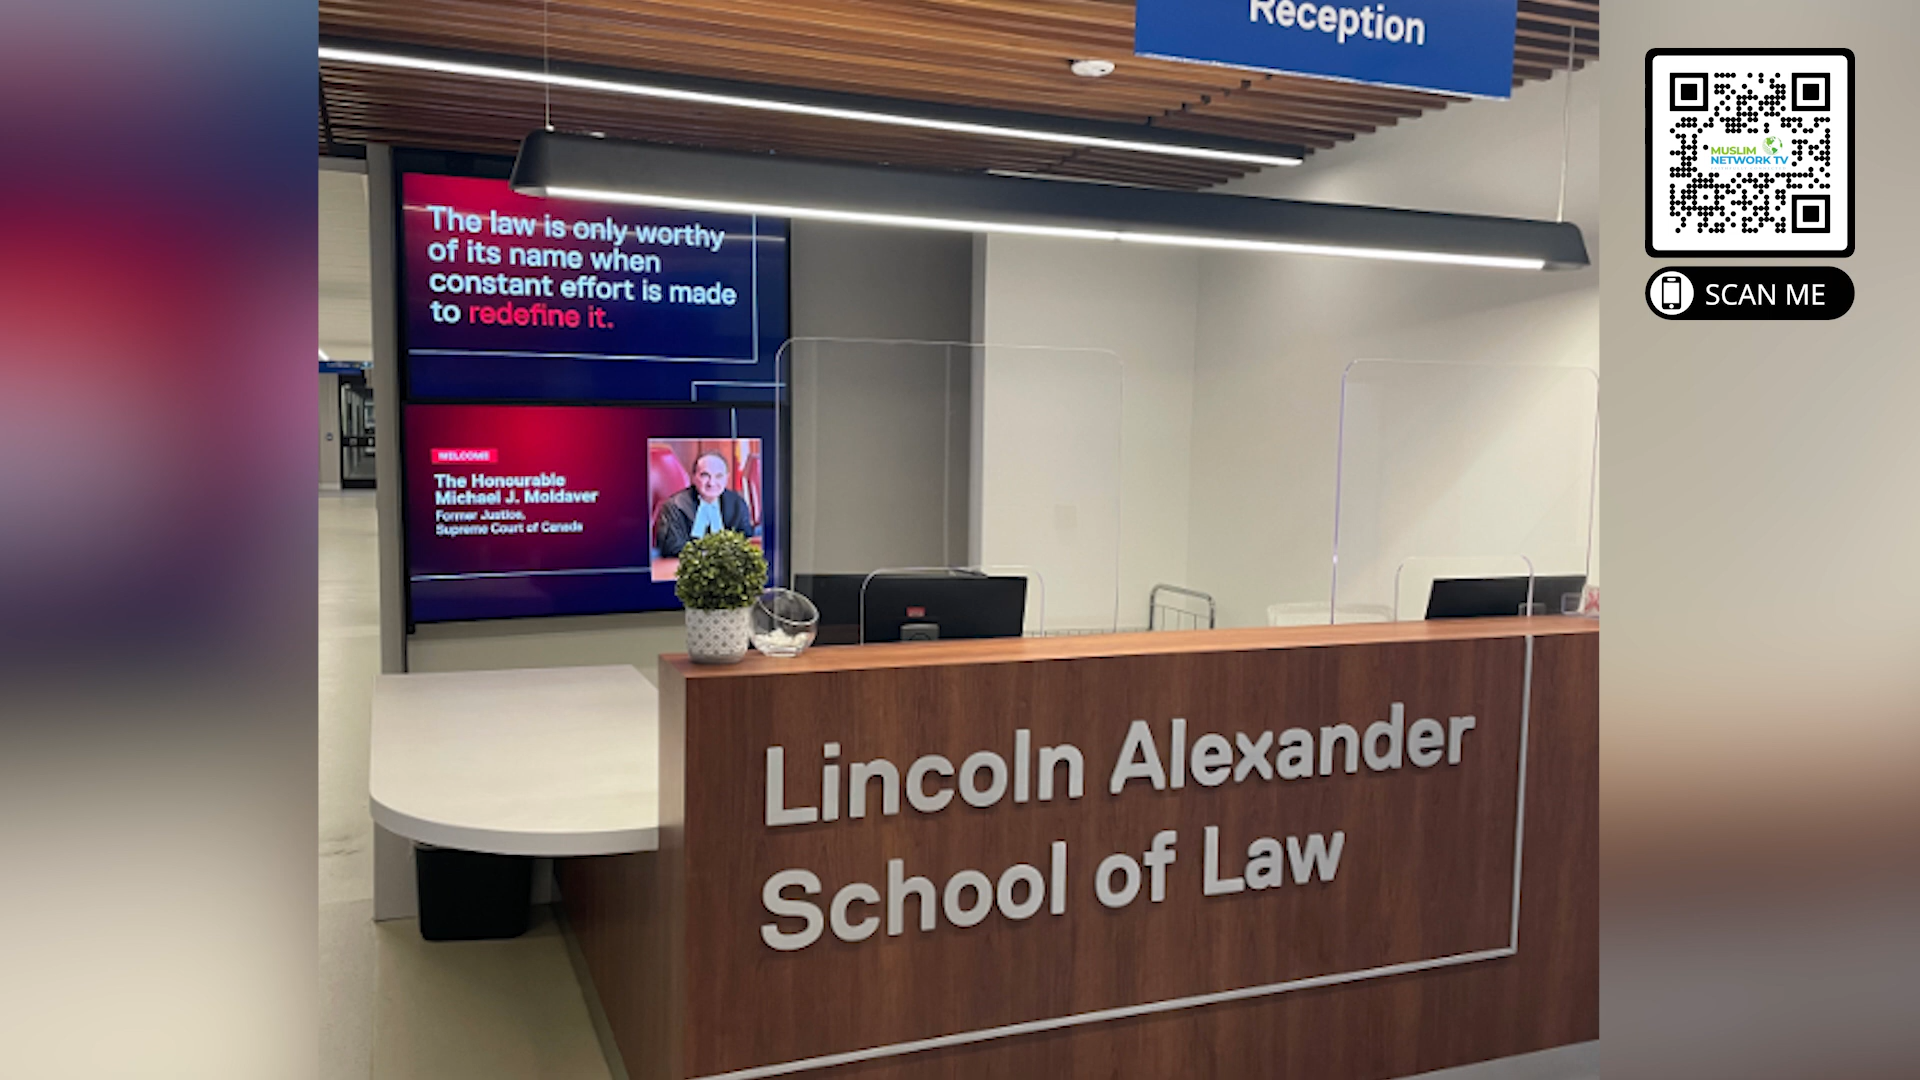 Reception
The law is only worthy
of its name when
constant effort is made
to redefine it.
WELCOME
The Honourable
Michael J. Moldaver
Former Justice,
Supreme Court of Canada
Lincoln Alexander
School of Law
MUSLIM
NETWORK TV
SCAN ME